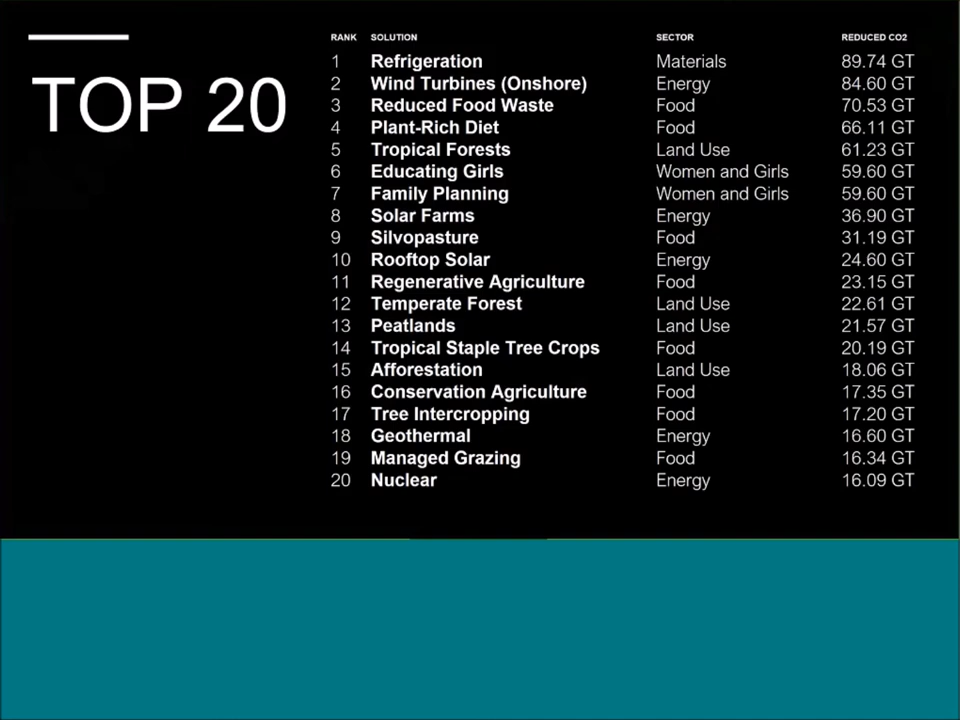 TOP 20
RANK SOLUTION SECTOR REDUCED CO2
1 Refrigeration Materials 89.74 GT
2 Wind Turbines (Onshore) Energy 84.60 GT
3 Reduced Food Waste Food 70.53 GT
4 Plant-Rich Diet Food 66.11 GT
5 Tropical Forests Land Use 61.23 GT
6 Educating Girls Women and Girls 59.60 GT
7 Family Planning Women and Girls 59.60 GT
8 Solar Farms Energy 36.90 GT
9 Silvopasture Food 31.19 GT
10 Rooftop Solar Energy 24.60 GT
11 Regenerative Agriculture Food 23.15 GT
12 Temperate Forest Land Use 22.61 GT
13 Peatlands Land Use 21.57 GT
14 Tropical Staple Tree Crops Food 20.19 GT
15 Afforestation Land Use 18.06 GT
16 Conservation Agriculture Food 17.35 GT
17 Tree Intercropping Food 17.20 GT
18 Geothermal Energy 16.60 GT
19 Managed Grazing Food 16.34 GT
20 Nuclear Energy 16.09 GT